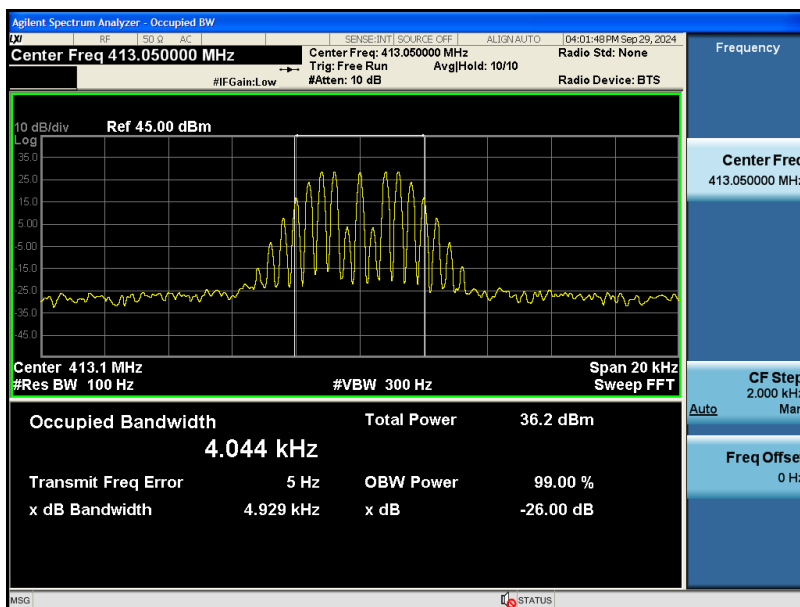 Agilent Spectrum Analyzer - Occupied BW
LXI RF 50 Ω AC SENSE:INT SOURCE OFF ALIGN AUTO 04:01:48 PM Sep 29, 2024
Center Freq 413.050000 MHz Center Freq: 413.050000 MHz Radio Std: None
Trig: Free Run Avg|Hold: 10/10
#IFGain:Low #Atten: 10 dB Radio Device: BTS
10 dB/div Ref 45.00 dBm
Log
35.0
25.0
15.0
5.00
-5.00
-15.0
-25.0
-35.0
-45.0
Center 413.1 MHz Span 20 kHz
#Res BW 100 Hz #VBW 300 Hz Sweep FFT
Occupied Bandwidth Total Power 36.2 dBm
4.044 kHz
Transmit Freq Error 5 Hz OBW Power 99.00 %
x dB Bandwidth 4.929 kHz x dB -26.00 dB
MSG STATUS
Frequency
Center Freq
413.050000 MHz
CF Step
2.000 kHz
Auto Man
Freq Offset
0 Hz